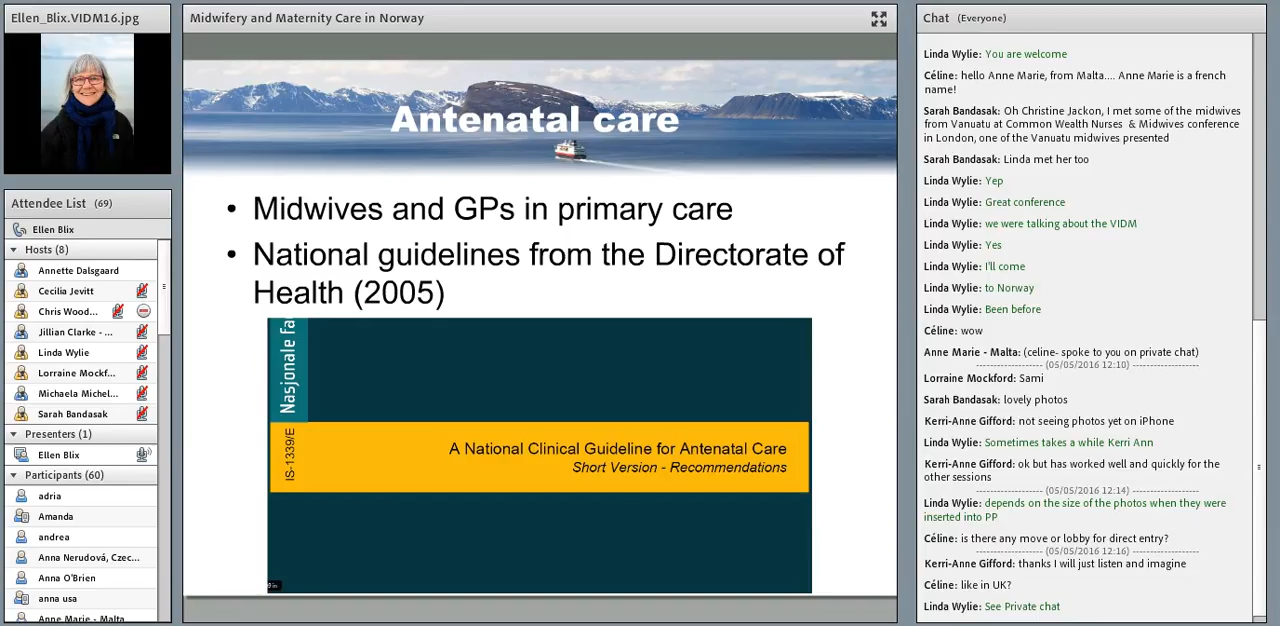 Ellen_Blix.VIDM16.jpg
Attendee List (69)
Ellen Blix
Hosts (8)
Annette Dalsgaard
Cecilia Jevitt
Chris Wood...
Jillian Clarke - ...
Linda Wylie
Lorraine Mockf...
Michaela Michel...
Sarah Bandasak
Presenters (1)
Ellen Blix
Participants (60)
adria
Amanda
andrea
Anna Nerudová, Czec...
Anna O'Brien
anna usa
Anne Marie - Malta
Midwifery and Maternity Care in Norway
Antenatal care
• Midwives and GPs in primary care
• National guidelines from the Directorate of
Health (2005)
Nasjonale fa
IS-1339/E
A National Clinical Guideline for Antenatal Care
Short Version - Recommendations
Chat (Everyone)
Linda Wylie: You are welcome
Céline: hello Anne Marie, from Malta.... Anne Marie is a french
name!
Sarah Bandasak: Oh Christine Jackon, I met some of the midwives
from Vanuatu at Common Wealth Nurses & Midwives conference
in London, one of the Vanuatu midwives presented
Sarah Bandasak: Linda met her too
Linda Wylie: Yep
Linda Wylie: Great conference
Linda Wylie: we were talking about the VIDM
Linda Wylie: Yes
Linda Wylie: I'll come
Linda Wylie: to Norway
Linda Wylie: Been before
Céline: wow
Anne Marie - Malta: (celine- spoke to you on private chat)
------------------ (05/05/2016 12:10) ------------------
Lorraine Mockford: Sami
Sarah Bandasak: lovely photos
Kerri-Anne Gifford: not seeing photos yet on iPhone
Linda Wylie: Sometimes takes a while Kerri Ann
Kerri-Anne Gifford: ok but has worked well and quickly for the
other sessions
------------------ (05/05/2016 12:14) ------------------
Linda Wylie: depends on the size of the photos when they were
inserted into PP
Céline: is there any move or lobby for direct entry?
------------------ (05/05/2016 12:16) ------------------
Kerri-Anne Gifford: thanks I will just listen and imagine
Céline: like in UK?
Linda Wylie: See Private chat